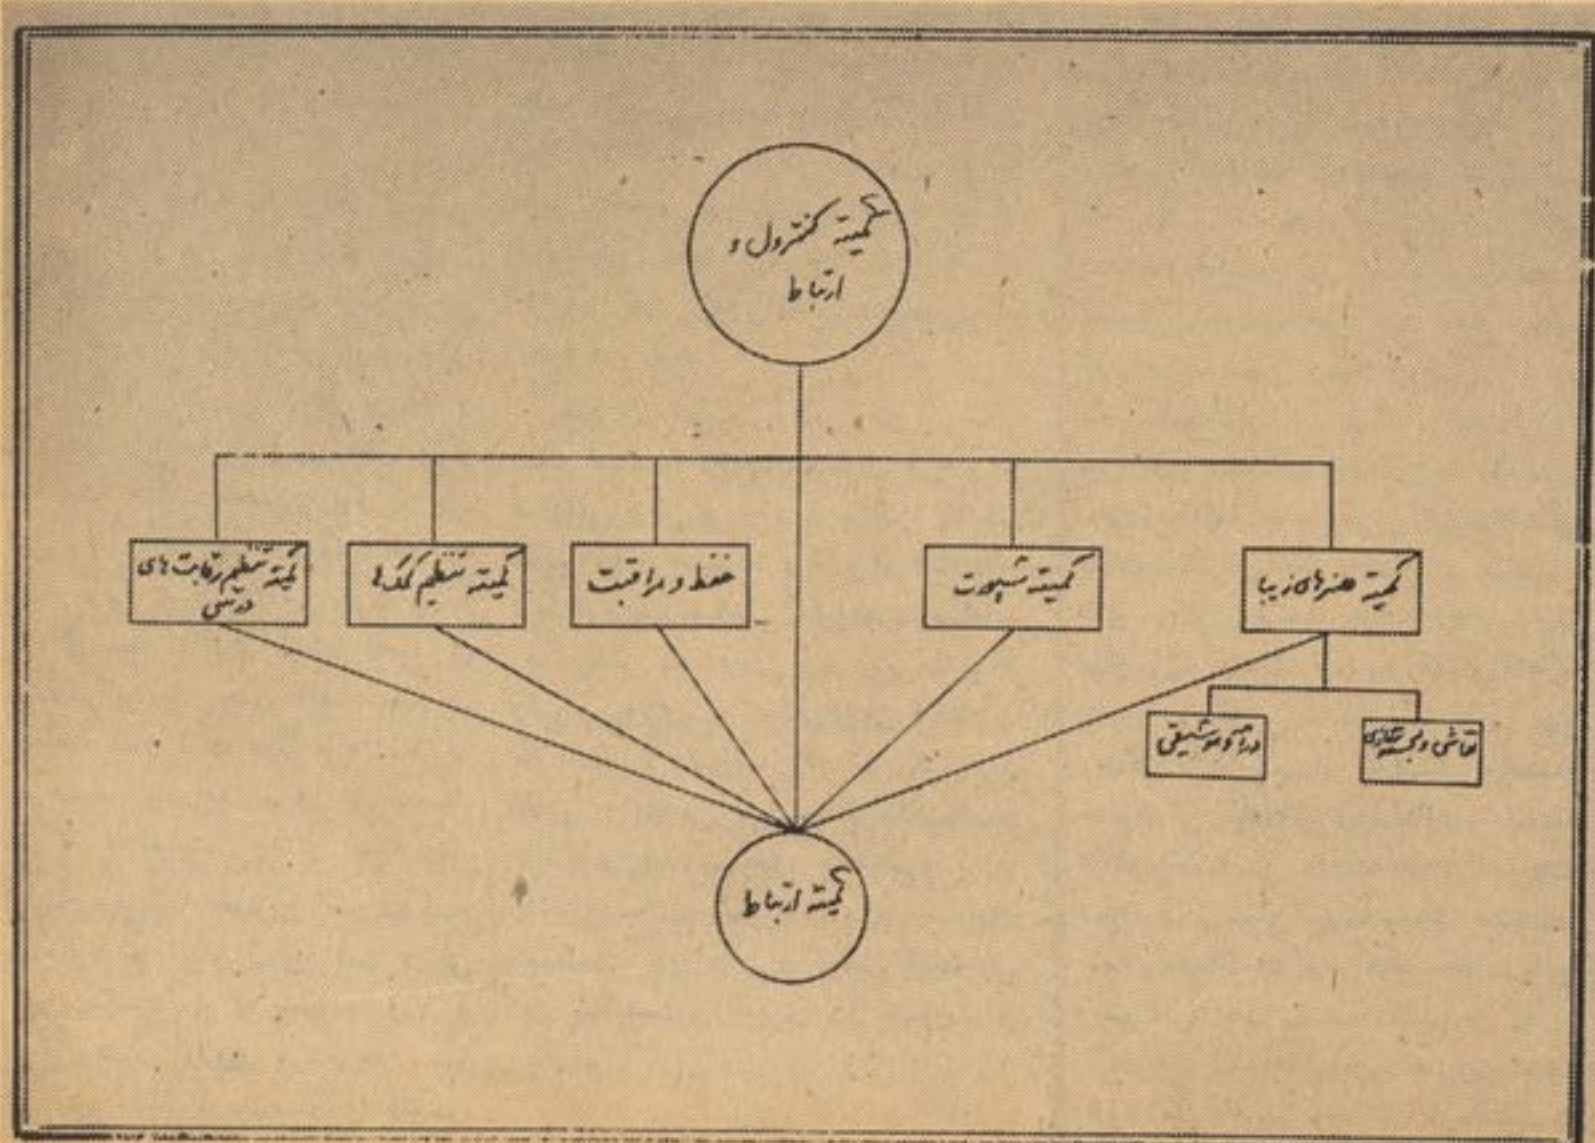 کمیته کنترول و
ارتباط
کمیته هنرهای زیبا
کمیته سپورت
حفظ و مراقبت
کمیته تنظیم کمک ها
کمیته تنظیم رقابت های
درسی
نقاشی و مجسمه سازی
درام و موسیقی
کمیته ارتباط